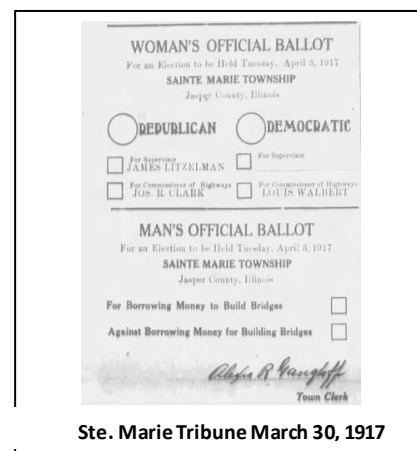 WOMAN'S OFFICIAL BALLOT
For an Election to be Held Tuesday, April 3, 1917
SAINTE MARIE TOWNSHIP
Jasper County, Illinois
REPUBLICAN DEMOCRATIC
For Supervisor For Supervisor
JAMES LITZELMAN
For Commissioner of Highways For Commissioner of Highways
JOS. R. CLARK LOUIS WALBERT
MAN'S OFFICIAL BALLOT
For an Election to be Held Tuesday, April 3, 1917
SAINTE MARIE TOWNSHIP
Jasper County, Illinois
For Borrowing Money to Build Bridges
Against Borrowing Money for Building Bridges
R
Town Clerk
Ste. Marie Tribune March 30, 1917